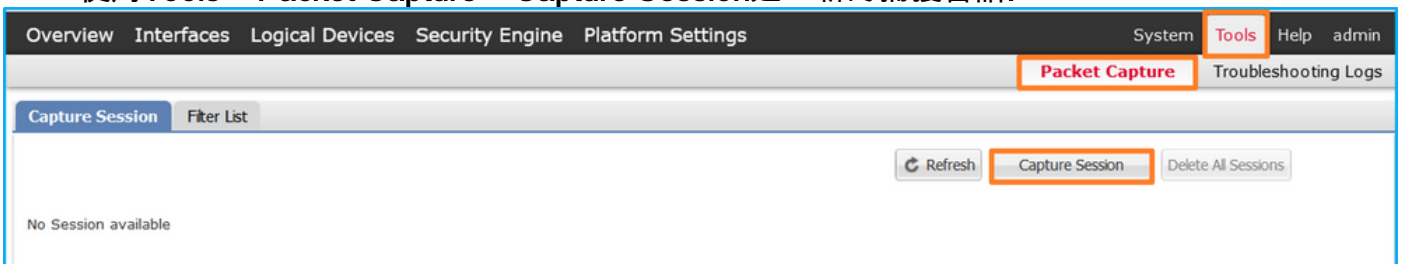 Overview Interfaces Logical Devices Security Engine Platform Settings System Tools Help admin
Packet Capture Troubleshooting Logs
Capture Session Filter List
Refresh Capture Session Delete All Sessions
No Session available